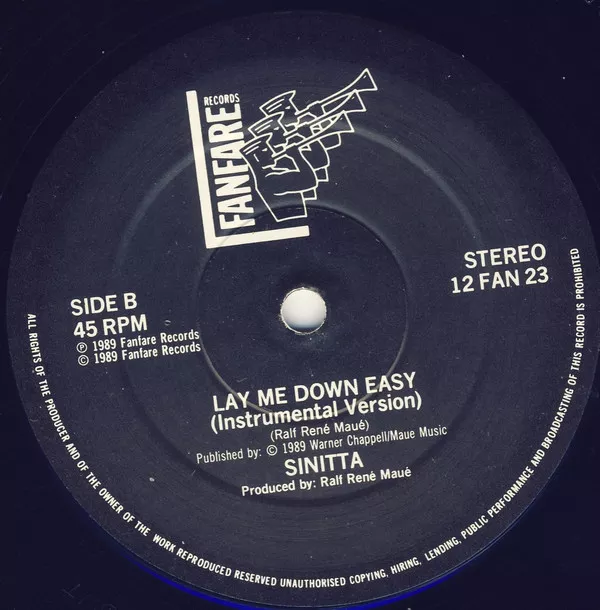 FANFARE
RECORDS
STEREO
12 FAN 23
SIDE B
45 RPM
℗ 1989 Fanfare Records
© 1989 Fanfare Records
LAY ME DOWN EASY
(Instrumental Version)
(Ralf René Maué)
Published by: © 1989 Warner Chappell/Maue Music
SINITTA
Produced by: Ralf René Maué
ALL RIGHTS OF THE PRODUCER AND OF THE OWNER OF THE WORK REPRODUCED RESERVED UNAUTHORISED COPYING, HIRING, LENDING, PUBLIC PERFORMANCE AND BROADCASTING OF THIS RECORD IS PROHIBITED